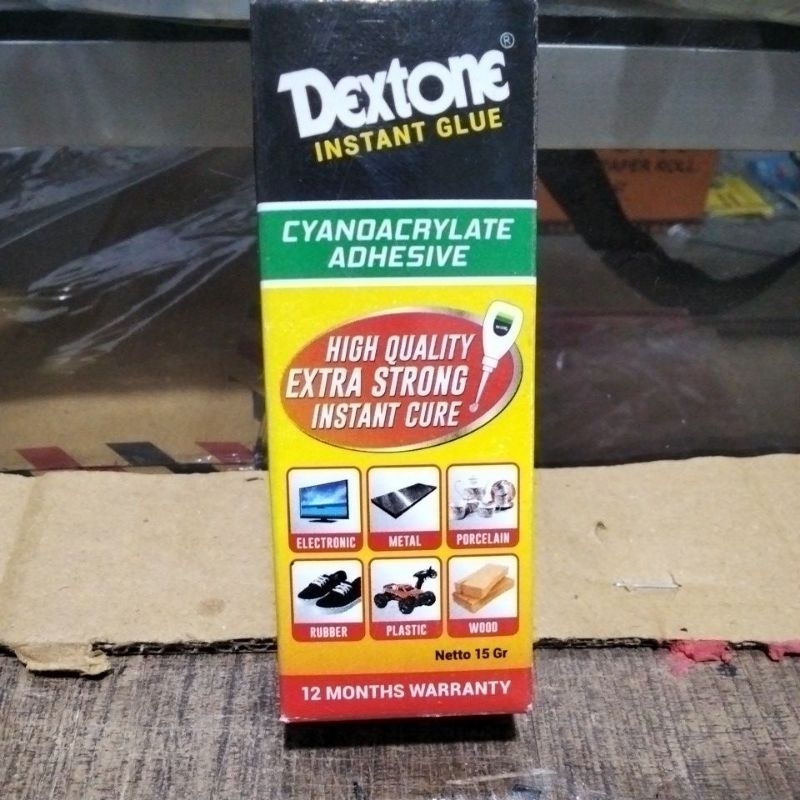 Dextone®
INSTANT GLUE
CYANOACRYLATE
ADHESIVE
HIGH QUALITY
EXTRA STRONG
INSTANT CURE
ELECTRONIC
METAL
PORCELAIN
RUBBER
PLASTIC
WOOD
Netto 15 Gr
12 MONTHS WARRANTY
ROLL